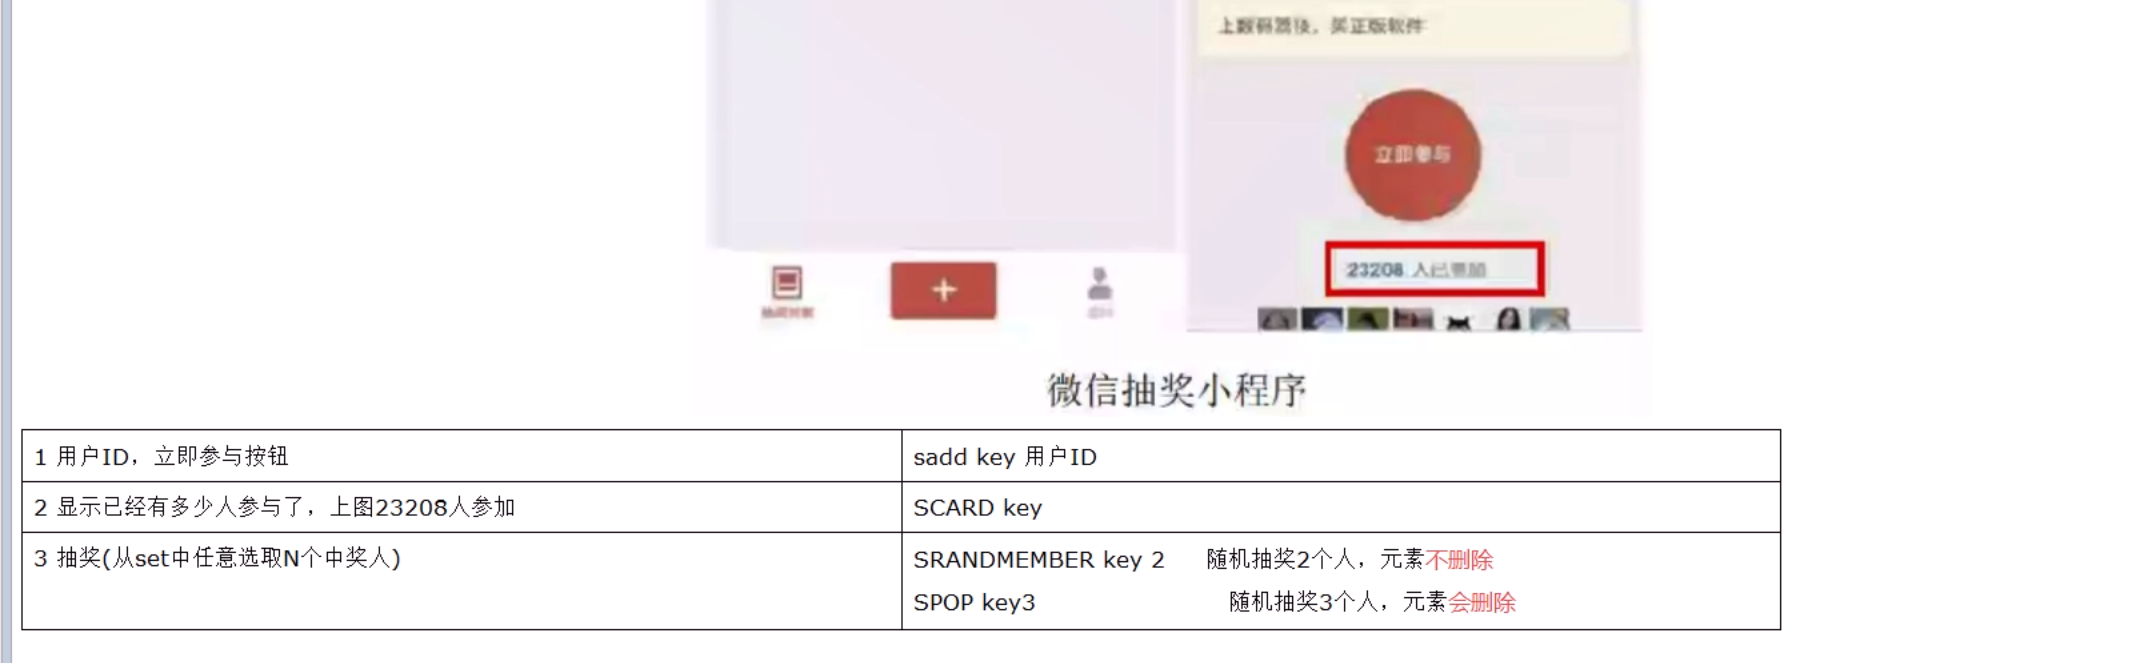 上数码荔枝，买正版软件
立即参与
23208 人已参加
微信抽奖小程序
1 用户ID，立即参与按钮
sadd key 用户ID
2 显示已经有多少人参与了，上图23208人参加
SCARD key
3 抽奖(从set中任意选取N个中奖人)
SRANDMEMBER key 2 随机抽奖2个人，元素不删除
SPOP key3 随机抽奖3个人，元素会删除